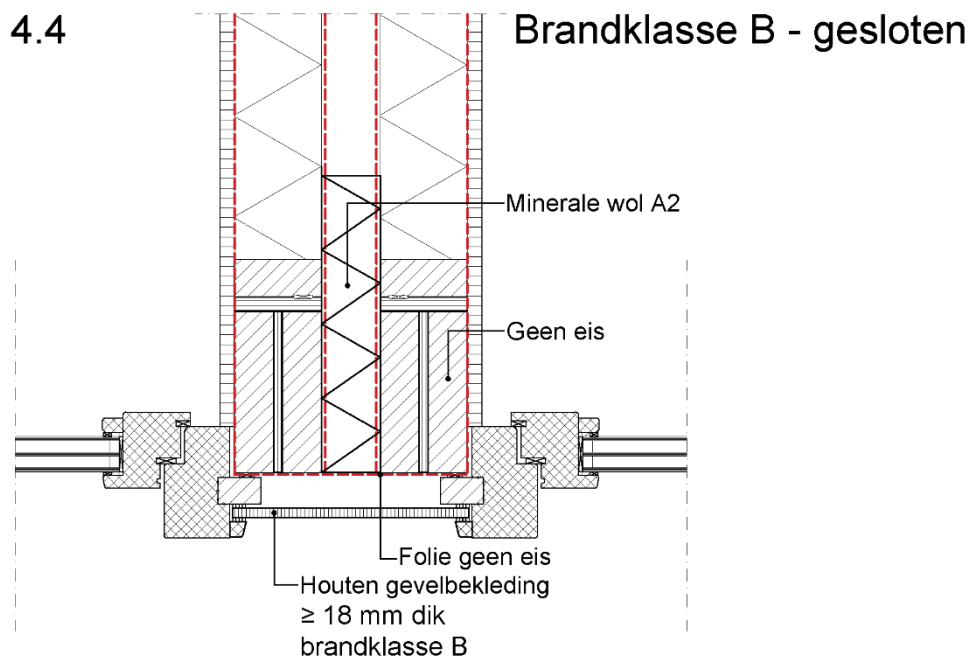 4.4
Brandklasse B - gesloten
Minerale wol A2
Geen eis
Folie geen eis
Houten gevelbekleding
≥ 18 mm dik
brandklasse B